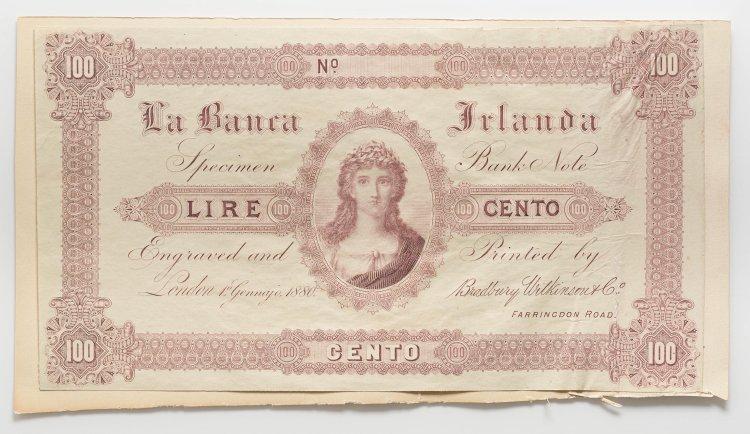 100 100 Nº 100 100
La Banca Irlanda
Specimen Bank Note
100 LIRE 100 100 CENTO 100
Engraved and Printed by
London 1º. Gennajo, 1880. Bradbury Wilkinson & Cº
FARRINGDON ROAD.
100 100 CENTO 100 100